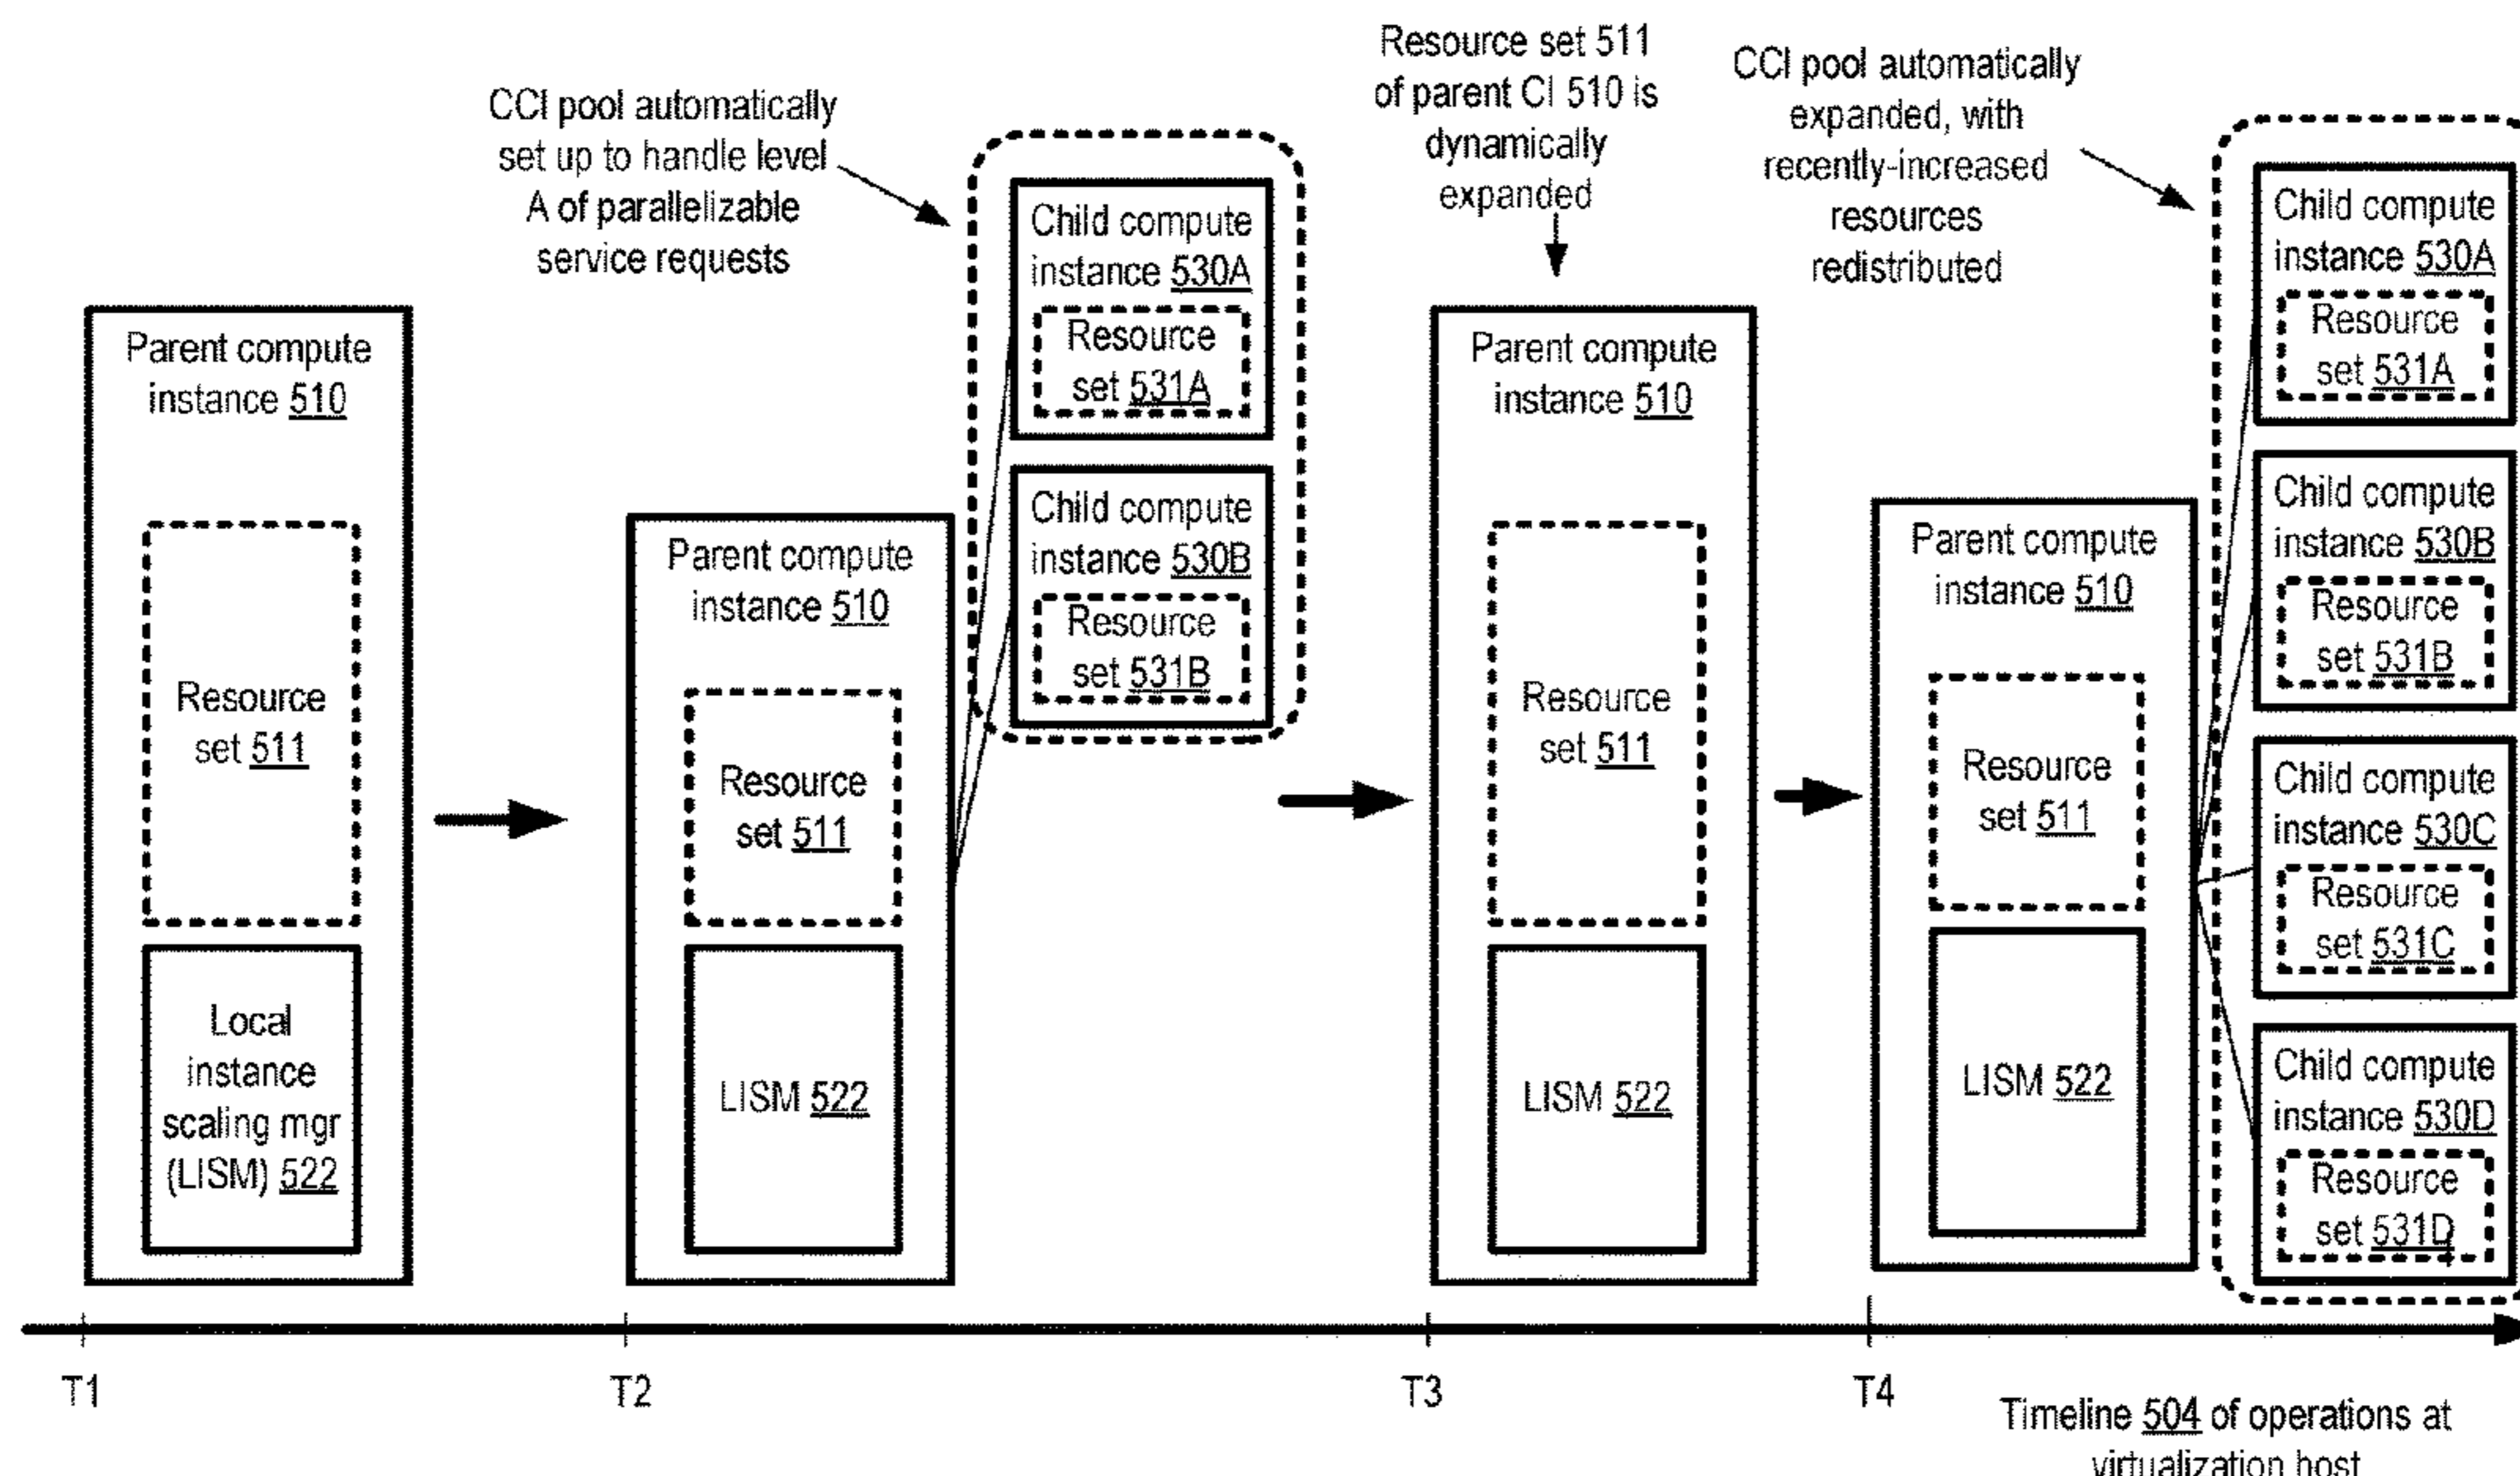 CCI pool automatically
set up to handle level
A of parallelizable
service requests
Resource set 511
of parent CI 510 is
dynamically
expanded
CCI pool automatically
expanded, with
recently-increased
resources
redistributed
Parent compute
instance 510
Resource
set 511
Local
instance
scaling mgr
(LISM) 522
Parent compute
instance 510
Resource
set 511
LISM 522
Child compute
instance 530A
Resource
set 531A
Child compute
instance 530B
Resource
set 531B
Parent compute
instance 510
Resource
set 511
LISM 522
Parent compute
instance 510
Resource
set 511
LISM 522
Child compute
instance 530A
Resource
set 531A
Child compute
instance 530B
Resource
set 531B
Child compute
instance 530C
Resource
set 531C
Child compute
instance 530D
Resource
set 531D
T1
T2
T3
T4
Timeline 504 of operations at
virtualization host